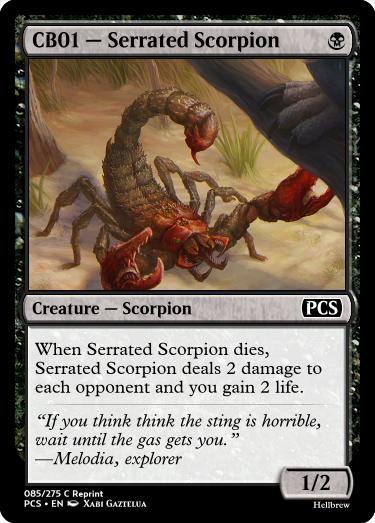 CB01 — Serrated Scorpion
Creature — Scorpion
PCS
When Serrated Scorpion dies,
Serrated Scorpion deals 2 damage to
each opponent and you gain 2 life.
“If you think think the sting is horrible,
wait until the gas gets you.”
—Melodia, explorer
1/2
085/275 C Reprint
PCS • EN Xabi Gaztelua
Hellbrew